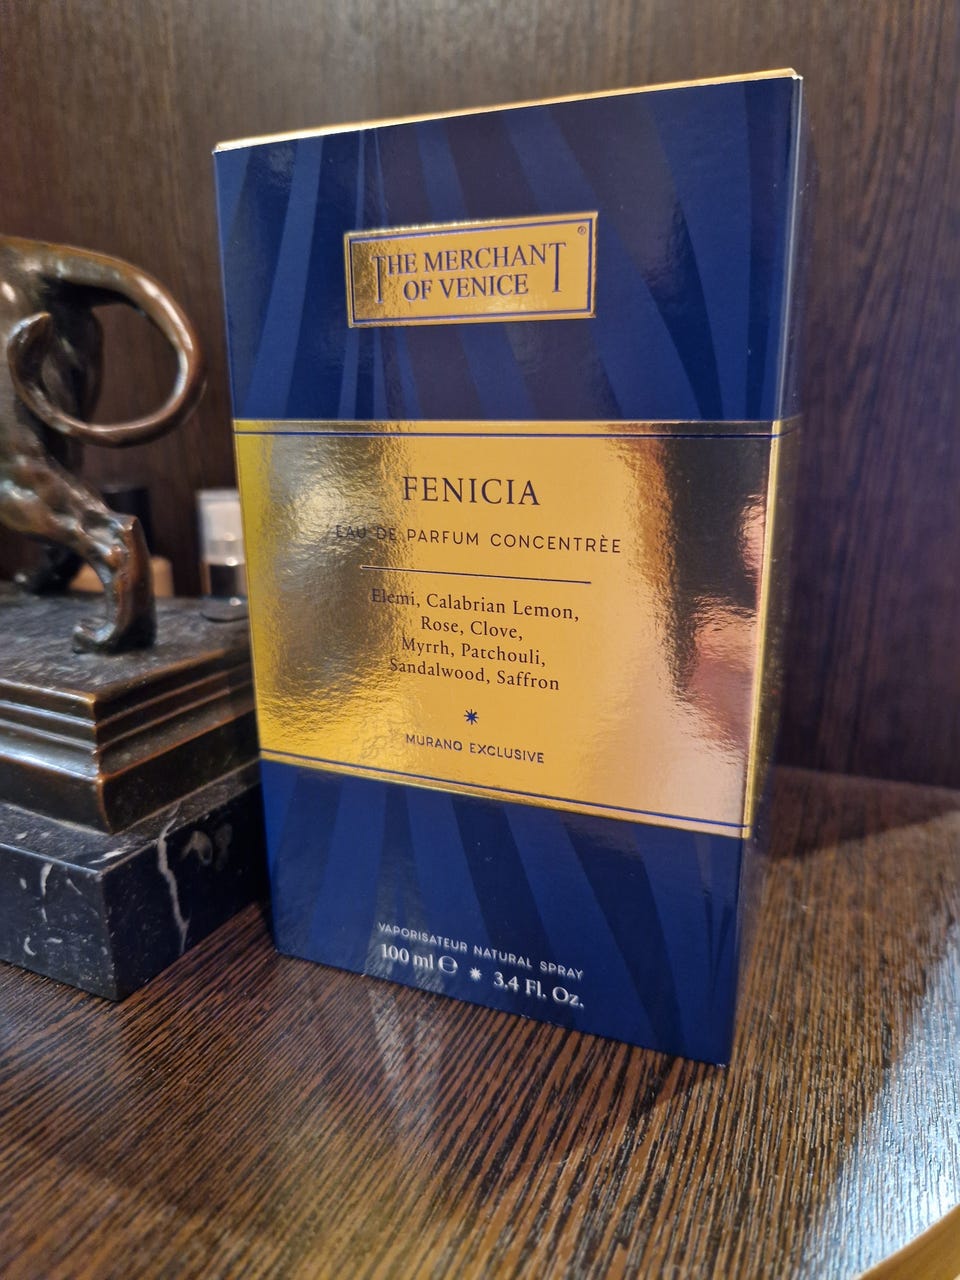 THE MERCHANT
OF VENICE
®
FENICIA
EAU DE PARFUM CONCENTRÈE
Elemi, Calabrian Lemon,
Rose, Clove,
Myrrh, Patchouli,
Sandalwood, Saffron
MURANO EXCLUSIVE
VAPORISATEUR NATURAL SPRAY
100 ml ℮ ✷ 3.4 Fl. Oz.